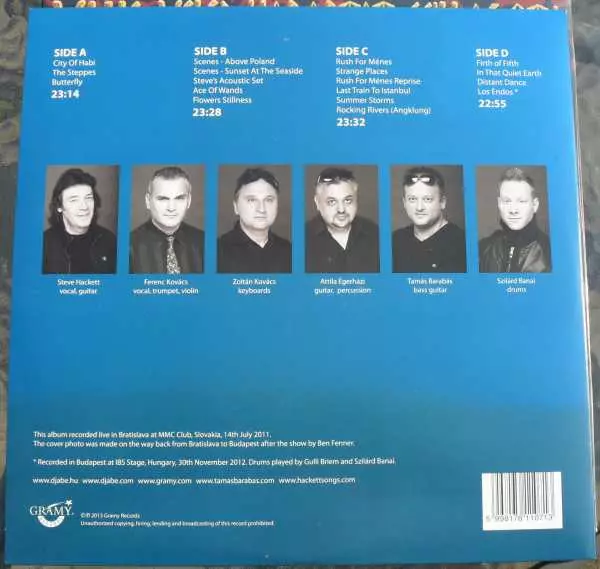 SIDE A
City Of Habi
The Steppes
Butterfly
23:14
SIDE B
Scenes - Above Poland
Scenes - Sunset At The Seaside
Steve's Acoustic Set
Ace Of Wands
Flowers Stillness
23:28
SIDE C
Rush For Ménes
Strange Places
Rush For Ménes Reprise
Last Train To Istanbul
Summer Storms
Rocking Rivers (Angklung)
23:32
SIDE D
Firth of Fifth
In That Quiet Earth
Distant Dance
Los Endos *
22:55
Steve Hackett
vocal, guitar
Ferenc Kovács
vocal, trumpet, violin
Zoltán Kovács
keyboards
Attila Égerházi
guitar, percussion
Tamás Barabás
bass guitar
Szilárd Banai
drums
This album recorded live in Bratislava at MMC Club, Slovakia, 14th July 2011.
The cover photo was made on the way back from Bratislava to Budapest after the show by Ben Fenner.
* Recorded in Budapest at IBS Stage, Hungary, 30th November 2012. Drums played by Gulli Briem and Szilárd Banai.
www.djabe.hu www.djabe.com www.gramy.com www.tamasbarabas.com www.hackettsongs.com
GRAMY
©℗ 2013 Gramy Records
Unauthorized copying, hiring, lending and broadcasting of this record prohibited.
5 998176 110713